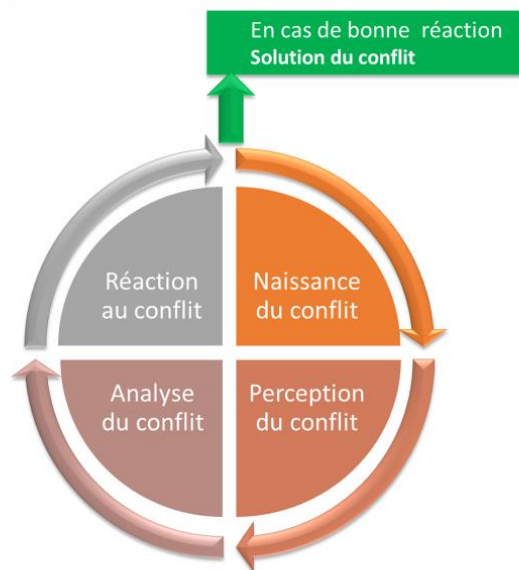 En cas de bonne réaction
Solution du conflit
Réaction
au conflit
Naissance
du conflit
Analyse
du conflit
Perception
du conflit